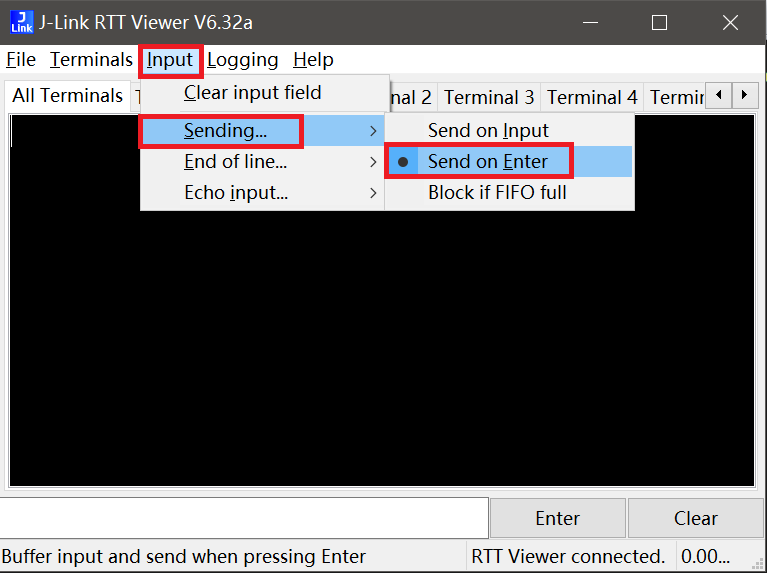 J-Link RTT Viewer V6.32a
File Terminals Input Logging Help
Clear input field
All Terminals nal 2 Terminal 3 Terminal 4 Termin
Sending... Send on Input
End of line... Send on Enter
Echo input... Block if FIFO full
Enter Clear
Buffer input and send when pressing Enter RTT Viewer connected. 0.00...